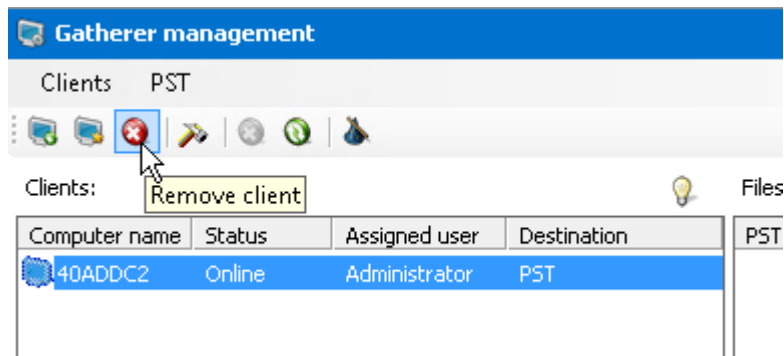 Gatherer management
Clients PST
Remove client
Clients: Files
Computer name Status Assigned user Destination PST
40ADDC2 Online Administrator PST